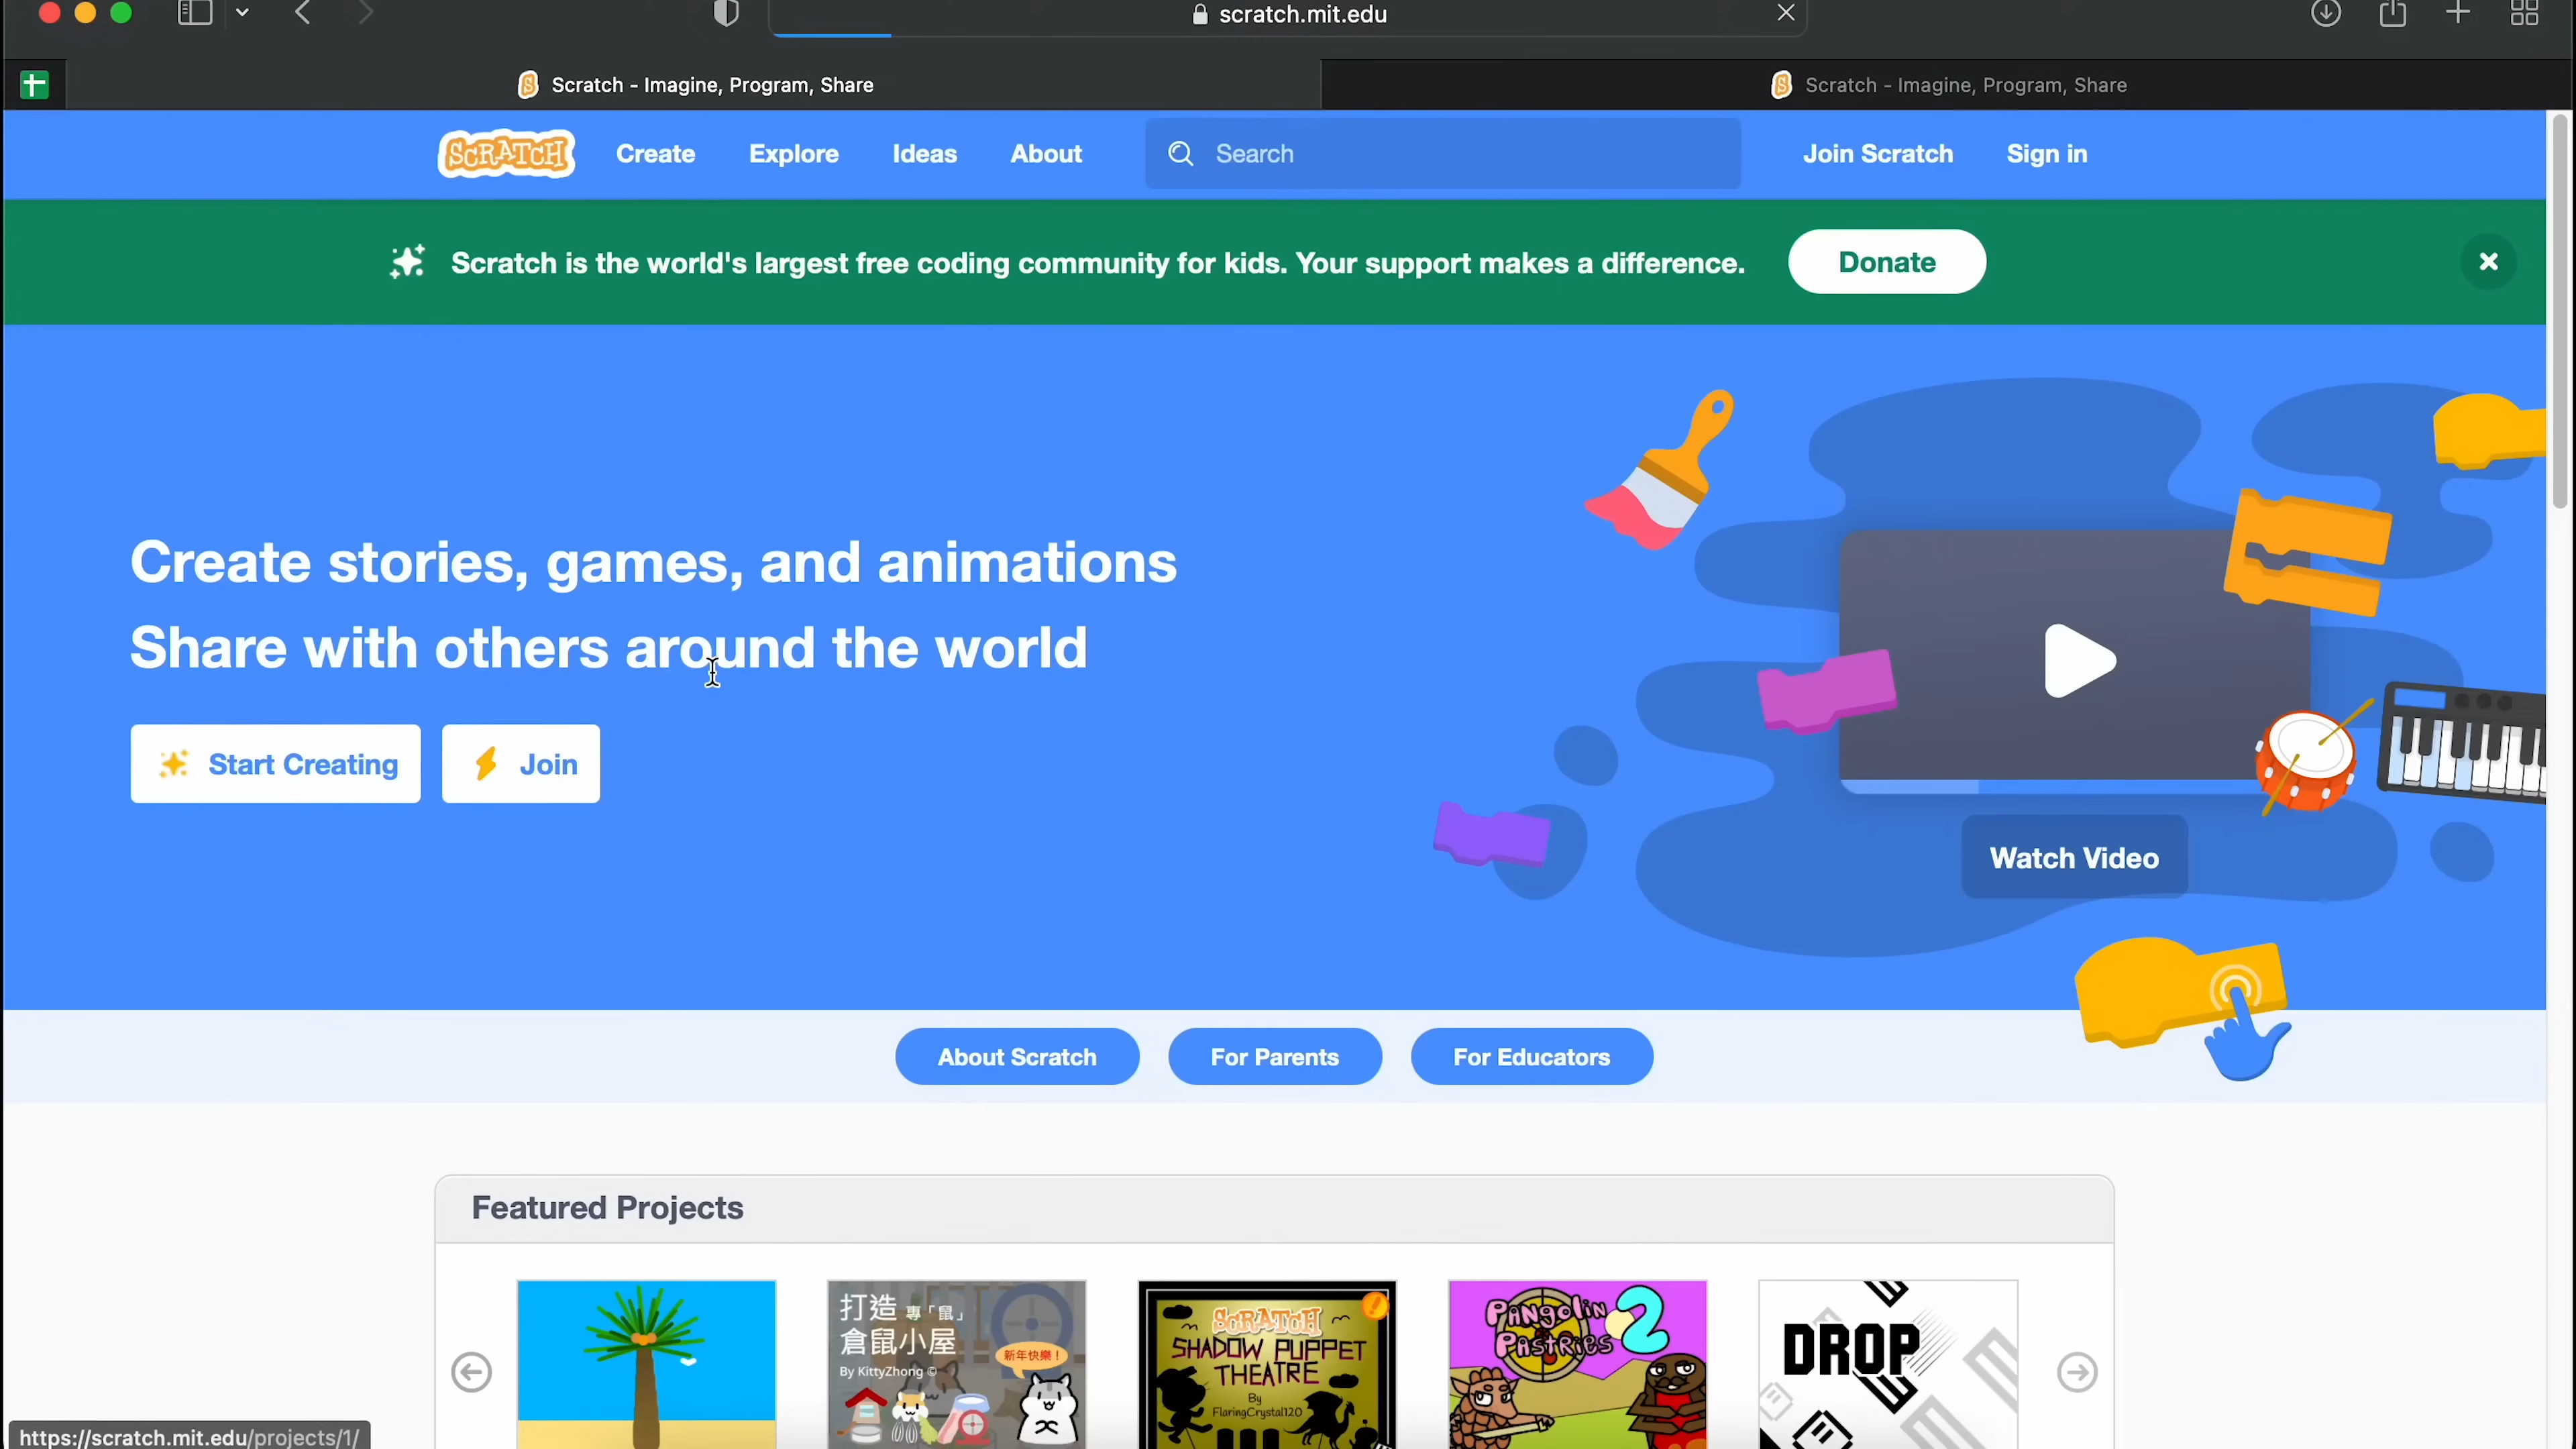 scratch.mit.edu
Scratch - Imagine, Program, Share
Scratch - Imagine, Program, Share
SCRATCH
Create
Explore
Ideas
About
Search
Join Scratch
Sign in
Scratch is the world's largest free coding community for kids. Your support makes a difference.
Donate
Create stories, games, and animations
Share with others around the world
Start Creating
Join
Watch Video
About Scratch
For Parents
For Educators
Featured Projects
打造 專「鼠」
倉鼠小屋
By KittyZhong ©
新年快樂！
SCRATCH
SHADOW PUPPET
THEATRE
By
FlaringCrystal120
Pangolin 2
Pastries
DROP
https://scratch.mit.edu/projects/1/